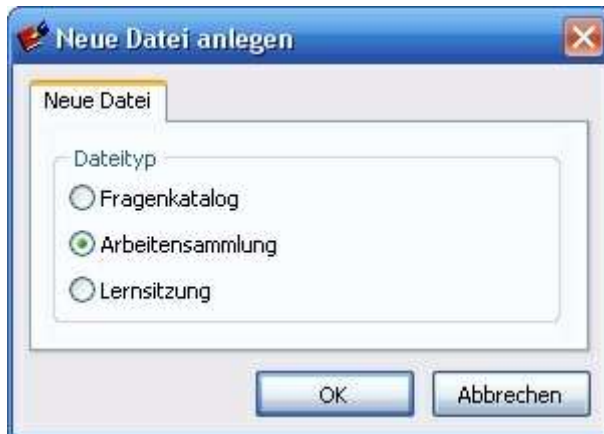 Neue Datei anlegen
Neue Datei
Dateityp
Fragenkatalog
Arbeitensammlung
Lernsitzung
OK Abbrechen